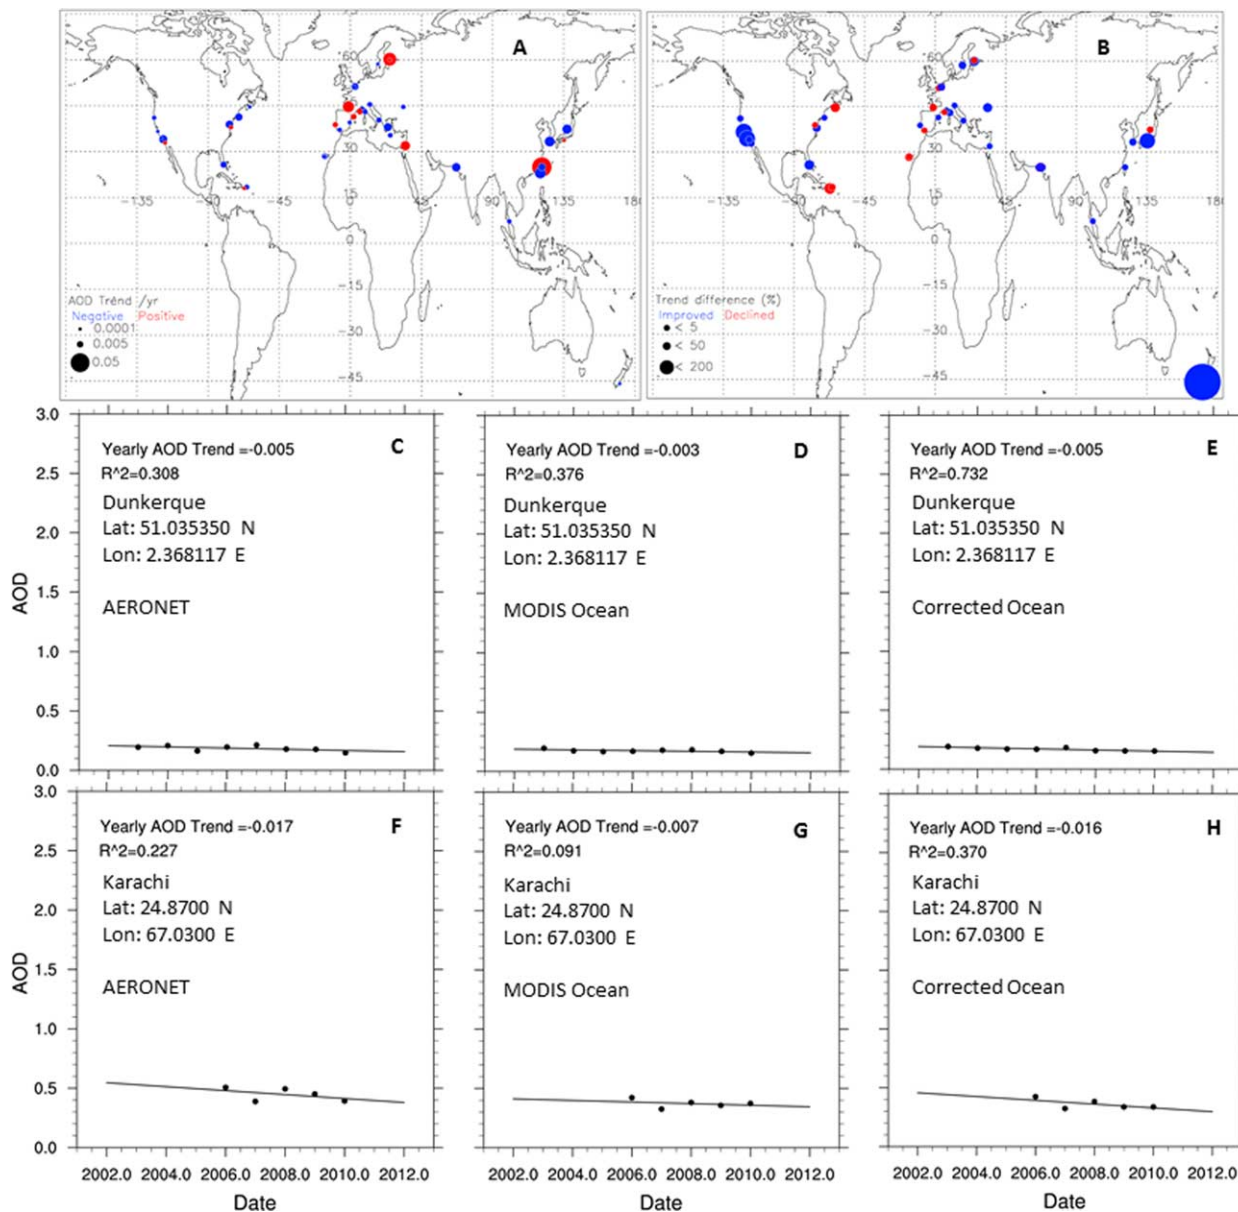 A
B
60
60
30
30
15
15
-135
-90
-45
0
45
90
135
180
-135
-90
-45
0
45
90
135
180
0
0
-15
-15
AOD Trend /yr
Negative Positive
0.0001
0.005
0.05
-30
-45
Trend difference (%)
Improved Declined
< 5
< 50
< 200
-30
-45
3.0
2.5
2.0
1.5
1.0
0.5
0.0
AOD
Yearly AOD Trend =-0.005
C
R^2=0.308
Dunkerque
Lat: 51.035350 N
Lon: 2.368117 E
AERONET
Yearly AOD Trend =-0.003
D
R^2=0.376
Dunkerque
Lat: 51.035350 N
Lon: 2.368117 E
MODIS Ocean
Yearly AOD Trend =-0.005
E
R^2=0.732
Dunkerque
Lat: 51.035350 N
Lon: 2.368117 E
Corrected Ocean
3.0
2.5
2.0
1.5
1.0
0.5
0.0
AOD
Yearly AOD Trend =-0.017
F
R^2=0.227
Karachi
Lat: 24.8700 N
Lon: 67.0300 E
AERONET
Yearly AOD Trend =-0.007
G
R^2=0.091
Karachi
Lat: 24.8700 N
Lon: 67.0300 E
MODIS Ocean
Yearly AOD Trend =-0.016
H
R^2=0.370
Karachi
Lat: 24.8700 N
Lon: 67.0300 E
Corrected Ocean
2002.0 2004.0 2006.0 2008.0 2010.0 2012.0
2002.0 2004.0 2006.0 2008.0 2010.0 2012.0
2002.0 2004.0 2006.0 2008.0 2010.0 2012.0
Date
Date
Date